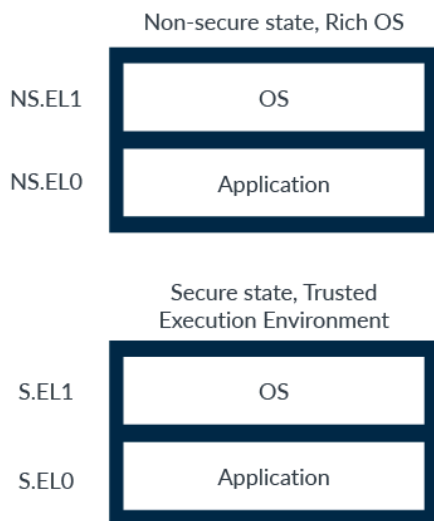 Non-secure state, Rich OS
NS.EL1
OS
NS.EL0
Application
Secure state, Trusted
Execution Environment
S.EL1
OS
S.EL0
Application